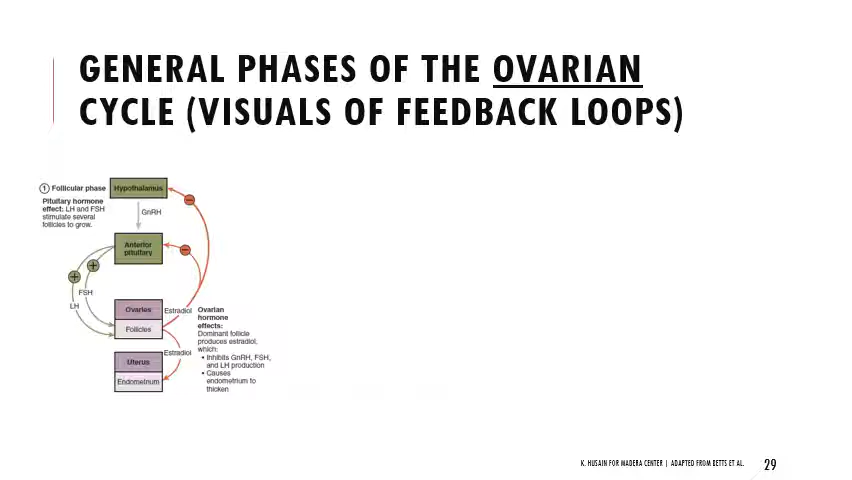 GENERAL PHASES OF THE OVARIAN
CYCLE (VISUALS OF FEEDBACK LOOPS)
1 Follicular phase
Pituitary hormone
effect: LH and FSH
stimulate several
follicles to grow.
Hypothalamus
−
GnRH
Anterior
pituitary
−
+
+
FSH
LH
Ovaries
Follicles
Estradiol
Estradiol
Uterus
Endometrium
Ovarian
hormone
effects:
Dominant follicle
produces estradiol,
which:
• Inhibits GnRH, FSH,
and LH production
• Causes
endometrium to
thicken
K. HUSAIN FOR MADERA CENTER | ADAPTED FROM BETTS ET AL.
29